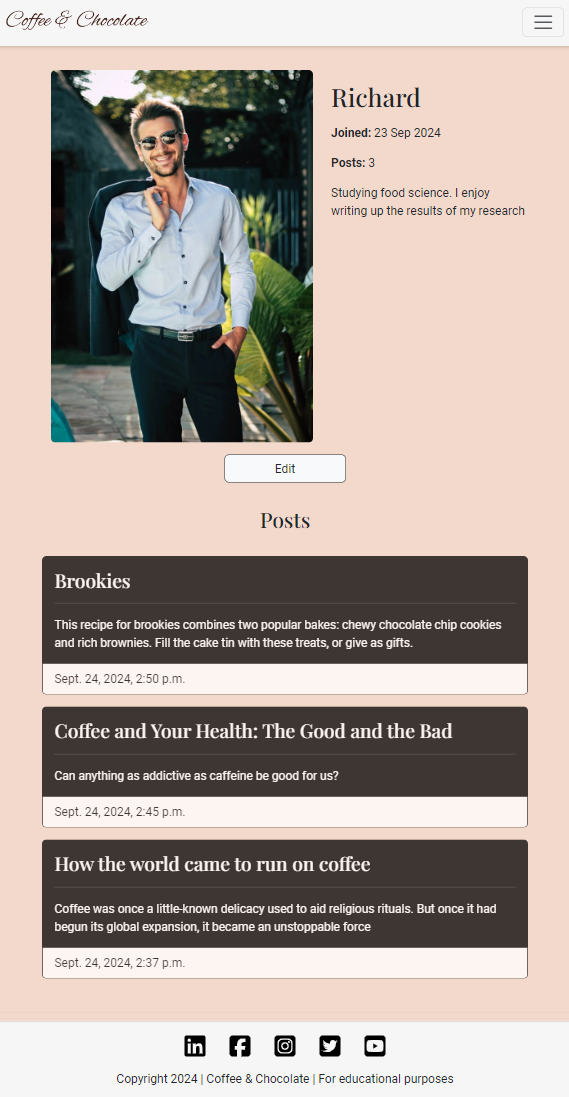 Coffee & Chocolate
Richard
Joined: 23 Sep 2024
Posts: 3
Studying food science. I enjoy
writing up the results of my research
Edit
Posts
Brookies
This recipe for brookies combines two popular bakes: chewy chocolate chip cookies
and rich brownies. Fill the cake tin with these treats, or give as gifts.
Sept. 24, 2024, 2:50 p.m.
Coffee and Your Health: The Good and the Bad
Can anything as addictive as caffeine be good for us?
Sept. 24, 2024, 2:45 p.m.
How the world came to run on coffee
Coffee was once a little-known delicacy used to aid religious rituals. But once it had
begun its global expansion, it became an unstoppable force
Sept. 24, 2024, 2:37 p.m.
Copyright 2024 | Coffee & Chocolate | For educational purposes